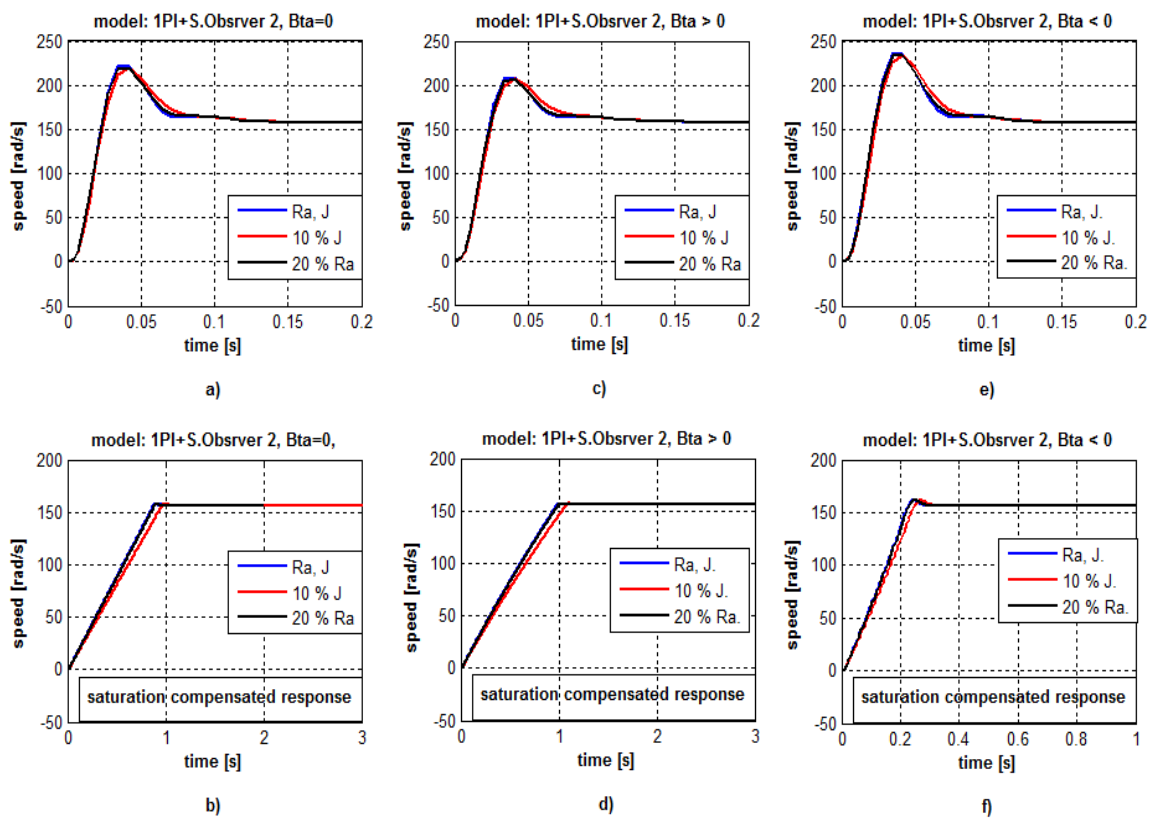 model: 1PI+S.Obsrver 2, Bta=0
250
200
150
100
50
0
-50
speed [rad/s]
Ra, J
10 % J
20 % Ra
0
0.05
0.1
0.15
0.2
time [s]
a)
model: 1PI+S.Obsrver 2, Bta > 0
250
200
150
100
50
0
-50
speed [rad/s]
Ra, J
10 % J
20 % Ra
0
0.05
0.1
0.15
0.2
time [s]
c)
model: 1PI+S.Obsrver 2, Bta < 0
250
200
150
100
50
0
-50
speed [rad/s]
Ra, J.
10 % J.
20 % Ra.
0
0.05
0.1
0.15
0.2
time [s]
e)
model: 1PI+S.Obsrver 2, Bta=0,
200
150
100
50
0
-50
speed [rad/s]
Ra, J
10 % J
20 % Ra
saturation compensated response
0
1
2
3
time [s]
b)
model: 1PI+S.Obsrver 2, Bta > 0
200
150
100
50
0
-50
speed [rad/s]
Ra, J.
10 % J.
20 % Ra.
saturation compensated response
0
1
2
3
time [s]
d)
model: 1PI+S.Obsrver 2, Bta < 0
200
150
100
50
0
-50
speed [rad/s]
Ra, J.
10 % J.
20 % Ra.
saturation compensated response
0
0.2
0.4
0.6
0.8
1
time [s]
f)